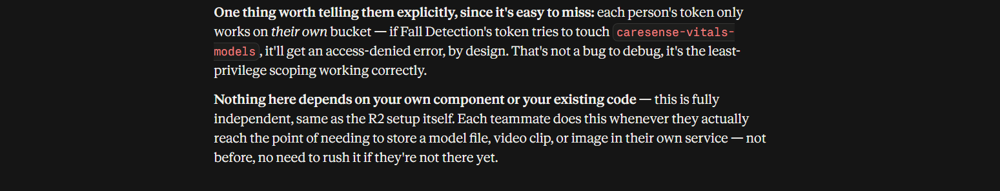 One thing worth telling them explicitly, since it's easy to miss: each person's token only
works on their own bucket — if Fall Detection's token tries to touch caresense-vitals-
models, it'll get an access-denied error, by design. That's not a bug to debug, it's the least-
privilege scoping working correctly.
Nothing here depends on your own component or your existing code — this is fully
independent, same as the R2 setup itself. Each teammate does this whenever they actually
reach the point of needing to store a model file, video clip, or image in their own service — not
before, no need to rush it if they're not there yet.